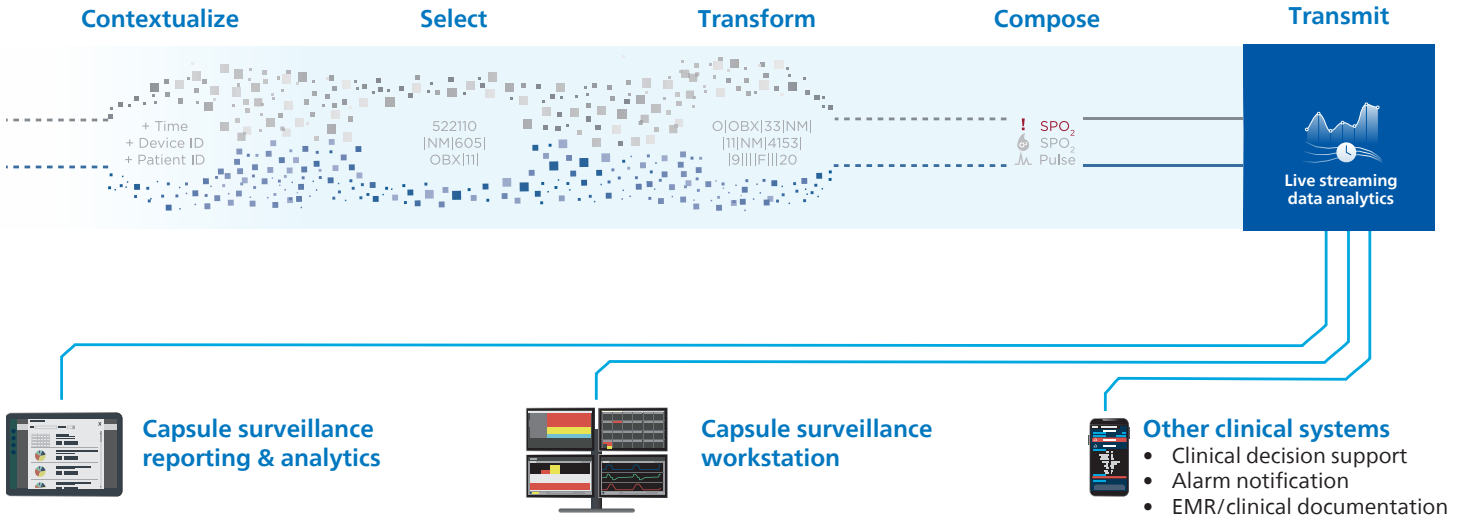 Contextualize
Select
Transform
Compose
Transmit
+ Time
+ Device ID
+ Patient ID
522110
|NM|605|
OBX|11|
O|OBX|33|NM|
|11|NM|4153|
|9||||F|||20
! SPO₂
SPO₂
Pulse
Live streaming
data analytics
Capsule surveillance
reporting & analytics
Capsule surveillance
workstation
Other clinical systems
• Clinical decision support
• Alarm notification
• EMR/clinical documentation